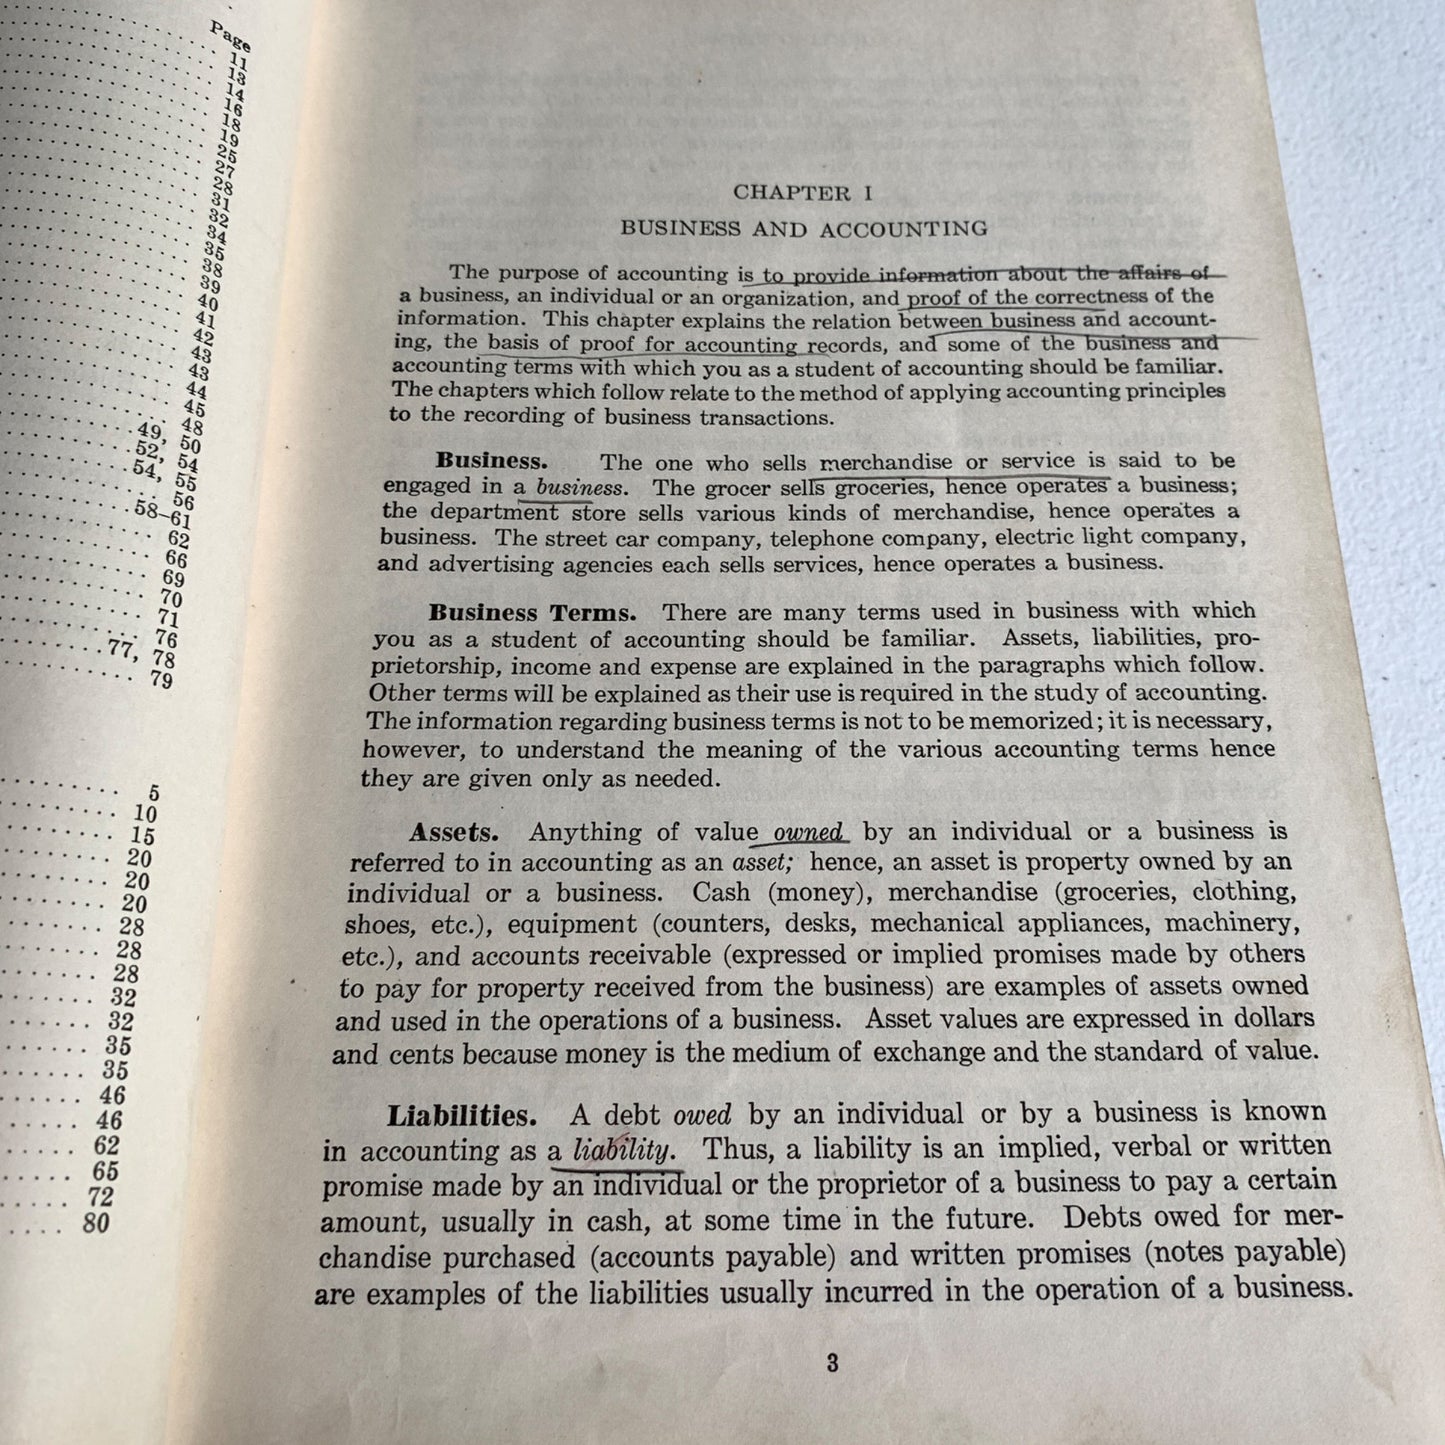 Page
11
13
14
16
18
19
25
27
28
31
32
34
35
38
39
40
41
42
43
43
44
45
48
49, 50
52, 54
54, 55
56
58-61
62
66
69
70
71
76
77, 78
79
5
10
15
20
20
20
28
28
28
32
32
35
35
46
46
62
65
72
80
CHAPTER I
BUSINESS AND ACCOUNTING
The purpose of accounting is to provide information about the affairs of
a business, an individual or an organization, and proof of the correctness of the
information. This chapter explains the relation between business and account-
ing, the basis of proof for accounting records, and some of the business and
accounting terms with which you as a student of accounting should be familiar.
The chapters which follow relate to the method of applying accounting principles
to the recording of business transactions.
Business. The one who sells merchandise or service is said to be
engaged in a business. The grocer sells groceries, hence operates a business;
the department store sells various kinds of merchandise, hence operates a
business. The street car company, telephone company, electric light company,
and advertising agencies each sells services, hence operates a business.
Business Terms. There are many terms used in business with which
you as a student of accounting should be familiar. Assets, liabilities, pro-
prietorship, income and expense are explained in the paragraphs which follow.
Other terms will be explained as their use is required in the study of accounting.
The information regarding business terms is not to be memorized; it is necessary,
however, to understand the meaning of the various accounting terms hence
they are given only as needed.
Assets. Anything of value owned by an individual or a business is
referred to in accounting as an asset; hence, an asset is property owned by an
individual or a business. Cash (money), merchandise (groceries, clothing,
shoes, etc.), equipment (counters, desks, mechanical appliances, machinery,
etc.), and accounts receivable (expressed or implied promises made by others
to pay for property received from the business) are examples of assets owned
and used in the operations of a business. Asset values are expressed in dollars
and cents because money is the medium of exchange and the standard of value.
Liabilities. A debt owed by an individual or by a business is known
in accounting as a liability. Thus, a liability is an implied, verbal or written
promise made by an individual or the proprietor of a business to pay a certain
amount, usually in cash, at some time in the future. Debts owed for mer-
chandise purchased (accounts payable) and written promises (notes payable)
are examples of the liabilities usually incurred in the operation of a business.
3